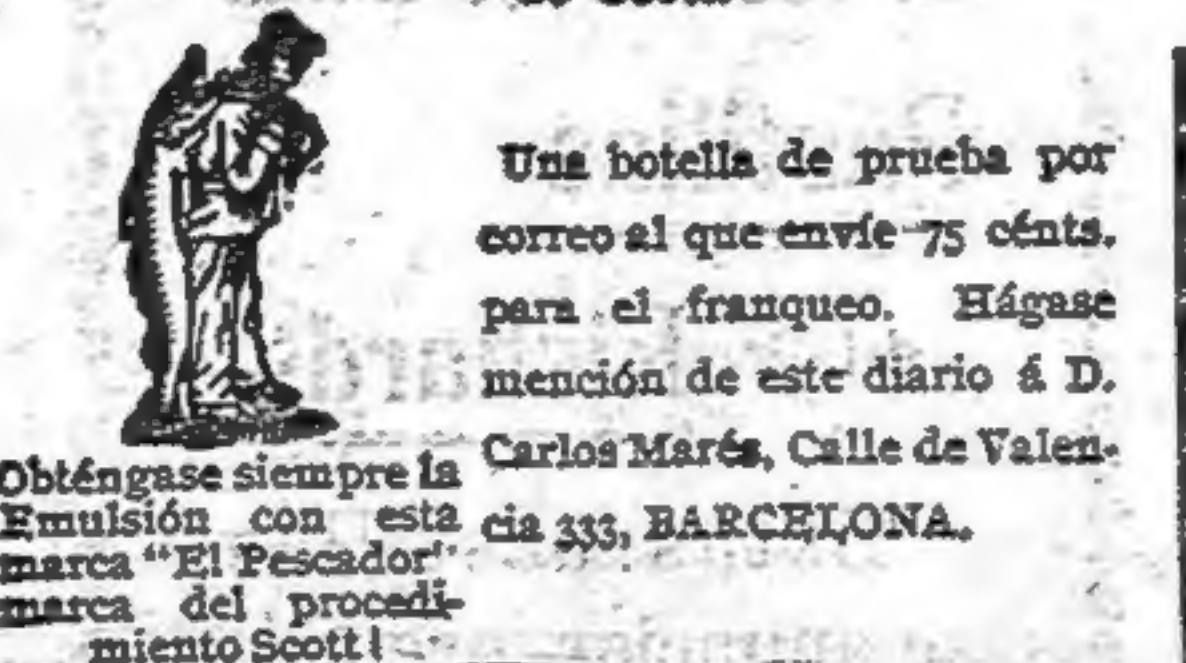 Obténgase siempre la
Emulsión con esta
marca "El Pescador"
marca del procedi-
miento Scott!
Una botella de prueba por
correo al que envíe 75 cénts.
para el franqueo. Hágase
mención de este diario á D.
Carlos Marés, Calle de Valen-
cia 333, BARCELONA.